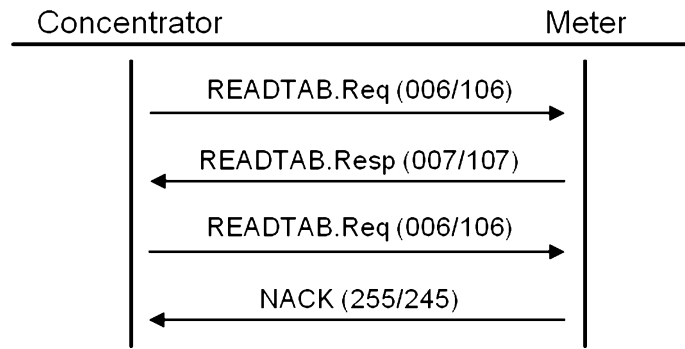 Concentrator Meter
READTAB.Req (006/106)
READTAB.Resp (007/107)
READTAB.Req (006/106)
NACK (255/245)